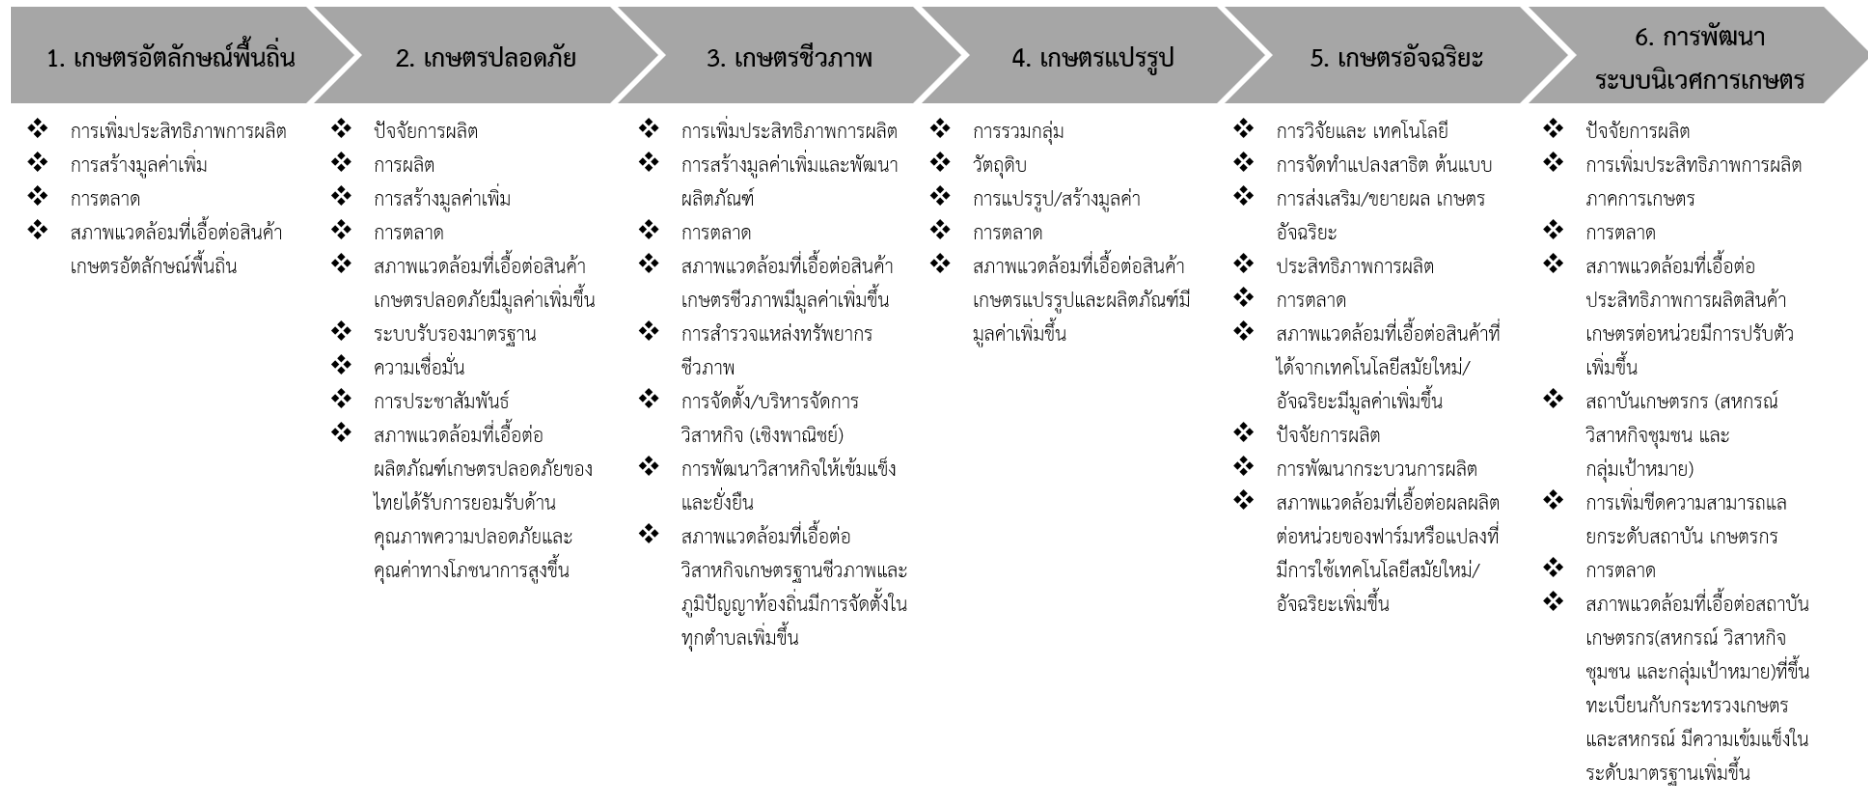 1. เกษตรอัตลักษณ์พื้นถิ่น
❖ การเพิ่มประสิทธิภาพการผลิต
❖ การสร้างมูลค่าเพิ่ม
❖ การตลาด
❖ สภาพแวดล้อมที่เอื้อต่อสินค้า
เกษตรอัตลักษณ์พื้นถิ่น
2. เกษตรปลอดภัย
❖ ปัจจัยการผลิต
❖ การผลิต
❖ การสร้างมูลค่าเพิ่ม
❖ การตลาด
❖ สภาพแวดล้อมที่เอื้อต่อสินค้า
เกษตรปลอดภัยมีมูลค่าเพิ่มขึ้น
❖ ระบบรับรองมาตรฐาน
❖ ความเชื่อมั่น
❖ การประชาสัมพันธ์
❖ สภาพแวดล้อมที่เอื้อต่อ
ผลิตภัณฑ์เกษตรปลอดภัยของ
ไทยได้รับการยอมรับด้าน
คุณภาพความปลอดภัยและ
คุณค่าทางโภชนาการสูงขึ้น
3. เกษตรชีวภาพ
❖ การเพิ่มประสิทธิภาพการผลิต
❖ การสร้างมูลค่าเพิ่มและพัฒนา
ผลิตภัณฑ์
❖ การตลาด
❖ สภาพแวดล้อมที่เอื้อต่อสินค้า
เกษตรชีวภาพมีมูลค่าเพิ่มขึ้น
❖ การสำรวจแหล่งทรัพยากร
ชีวภาพ
❖ การจัดตั้ง/บริหารจัดการ
วิสาหกิจ (เชิงพาณิชย์)
❖ การพัฒนาวิสาหกิจให้เข้มแข็ง
และยั่งยืน
❖ สภาพแวดล้อมที่เอื้อต่อ
วิสาหกิจเกษตรฐานชีวภาพและ
ภูมิปัญญาท้องถิ่นมีการจัดตั้งใน
ทุกตำบลเพิ่มขึ้น
4. เกษตรแปรรูป
❖ การรวมกลุ่ม
❖ วัตถุดิบ
❖ การแปรรูป/สร้างมูลค่า
❖ การตลาด
❖ สภาพแวดล้อมที่เอื้อต่อสินค้า
เกษตรแปรรูปและผลิตภัณฑ์มี
มูลค่าเพิ่มขึ้น
5. เกษตรอัจฉริยะ
❖ การวิจัยและ เทคโนโลยี
❖ การจัดทำแปลงสาธิต ต้นแบบ
❖ การส่งเสริม/ขยายผล เกษตร
อัจฉริยะ
❖ ประสิทธิภาพการผลิต
❖ การตลาด
❖ สภาพแวดล้อมที่เอื้อต่อสินค้าที่
ได้จากเทคโนโลยีสมัยใหม่/
อัจฉริยะมีมูลค่าเพิ่มขึ้น
❖ ปัจจัยการผลิต
❖ การพัฒนากระบวนการผลิต
❖ สภาพแวดล้อมที่เอื้อต่อผลผลิต
ต่อหน่วยของฟาร์มหรือแปลงที่
มีการใช้เทคโนโลยีสมัยใหม่/
อัจฉริยะเพิ่มขึ้น
6. การพัฒนา
ระบบนิเวศการเกษตร
❖ ปัจจัยการผลิต
❖ การเพิ่มประสิทธิภาพการผลิต
ภาคการเกษตร
❖ การตลาด
❖ สภาพแวดล้อมที่เอื้อต่อ
ประสิทธิภาพการผลิตสินค้า
เกษตรต่อหน่วยมีการปรับตัว
เพิ่มขึ้น
❖ สถาบันเกษตรกร (สหกรณ์
วิสาหกิจชุมชน และ
กลุ่มเป้าหมาย)
❖ การเพิ่มขีดความสามารถแล
ยกระดับสถาบัน เกษตรกร
❖ การตลาด
❖ สภาพแวดล้อมที่เอื้อต่อสถาบัน
เกษตรกร(สหกรณ์ วิสาหกิจ
ชุมชน และกลุ่มเป้าหมาย)ที่ขึ้น
ทะเบียนกับกระทรวงเกษตร
และสหกรณ์ มีความเข้มแข็งใน
ระดับมาตรฐานเพิ่มขึ้น